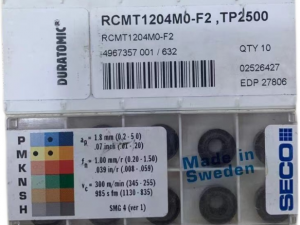 DURATOMIC®
RCMT1204M0-F2 ,TP2500
RCMT1204M0-F2
4967357 001 / 632
QTY 10
02526427
EDP 27806
P
M
K
N
S
H
ap = 1.8 mm (0.2 - 5.0)
.07 inch (.01 - .20)
fn = 1.00 mm/r (0.20 - 1.50)
.039 in/r (.008 - .059)
vc = 300 m/min (345 - 255)
985 s fm (1130 - 835)
SMG 4 (ver 1)
Made in
Sweden
SECO